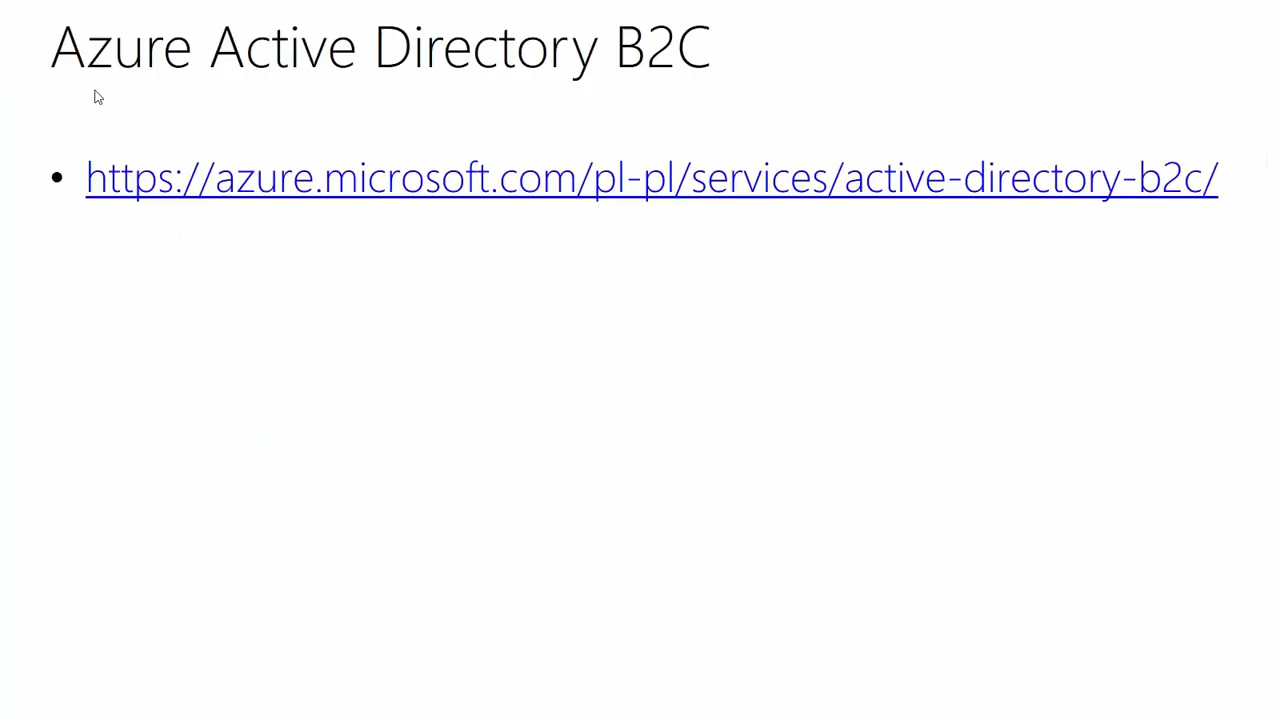 Azure Active Directory B2C
• https://azure.microsoft.com/pl-pl/services/active-directory-b2c/